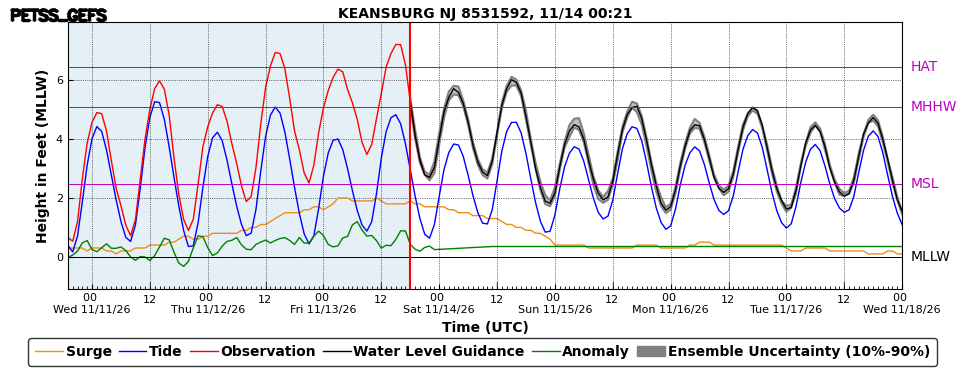 PETSS_GEFS
KEANSBURG NJ 8531592, 11/14 00:21
Height in Feet (MLLW)
6
4
2
0
HAT
MHHW
MSL
MLLW
00 12 00 12 00 12 00 12 00 12 00 12 00 12 00
Wed 11/11/26 Thu 11/12/26 Fri 11/13/26 Sat 11/14/26 Sun 11/15/26 Mon 11/16/26 Tue 11/17/26 Wed 11/18/26
Time (UTC)
Surge Tide Observation Water Level Guidance Anomaly Ensemble Uncertainty (10%-90%)